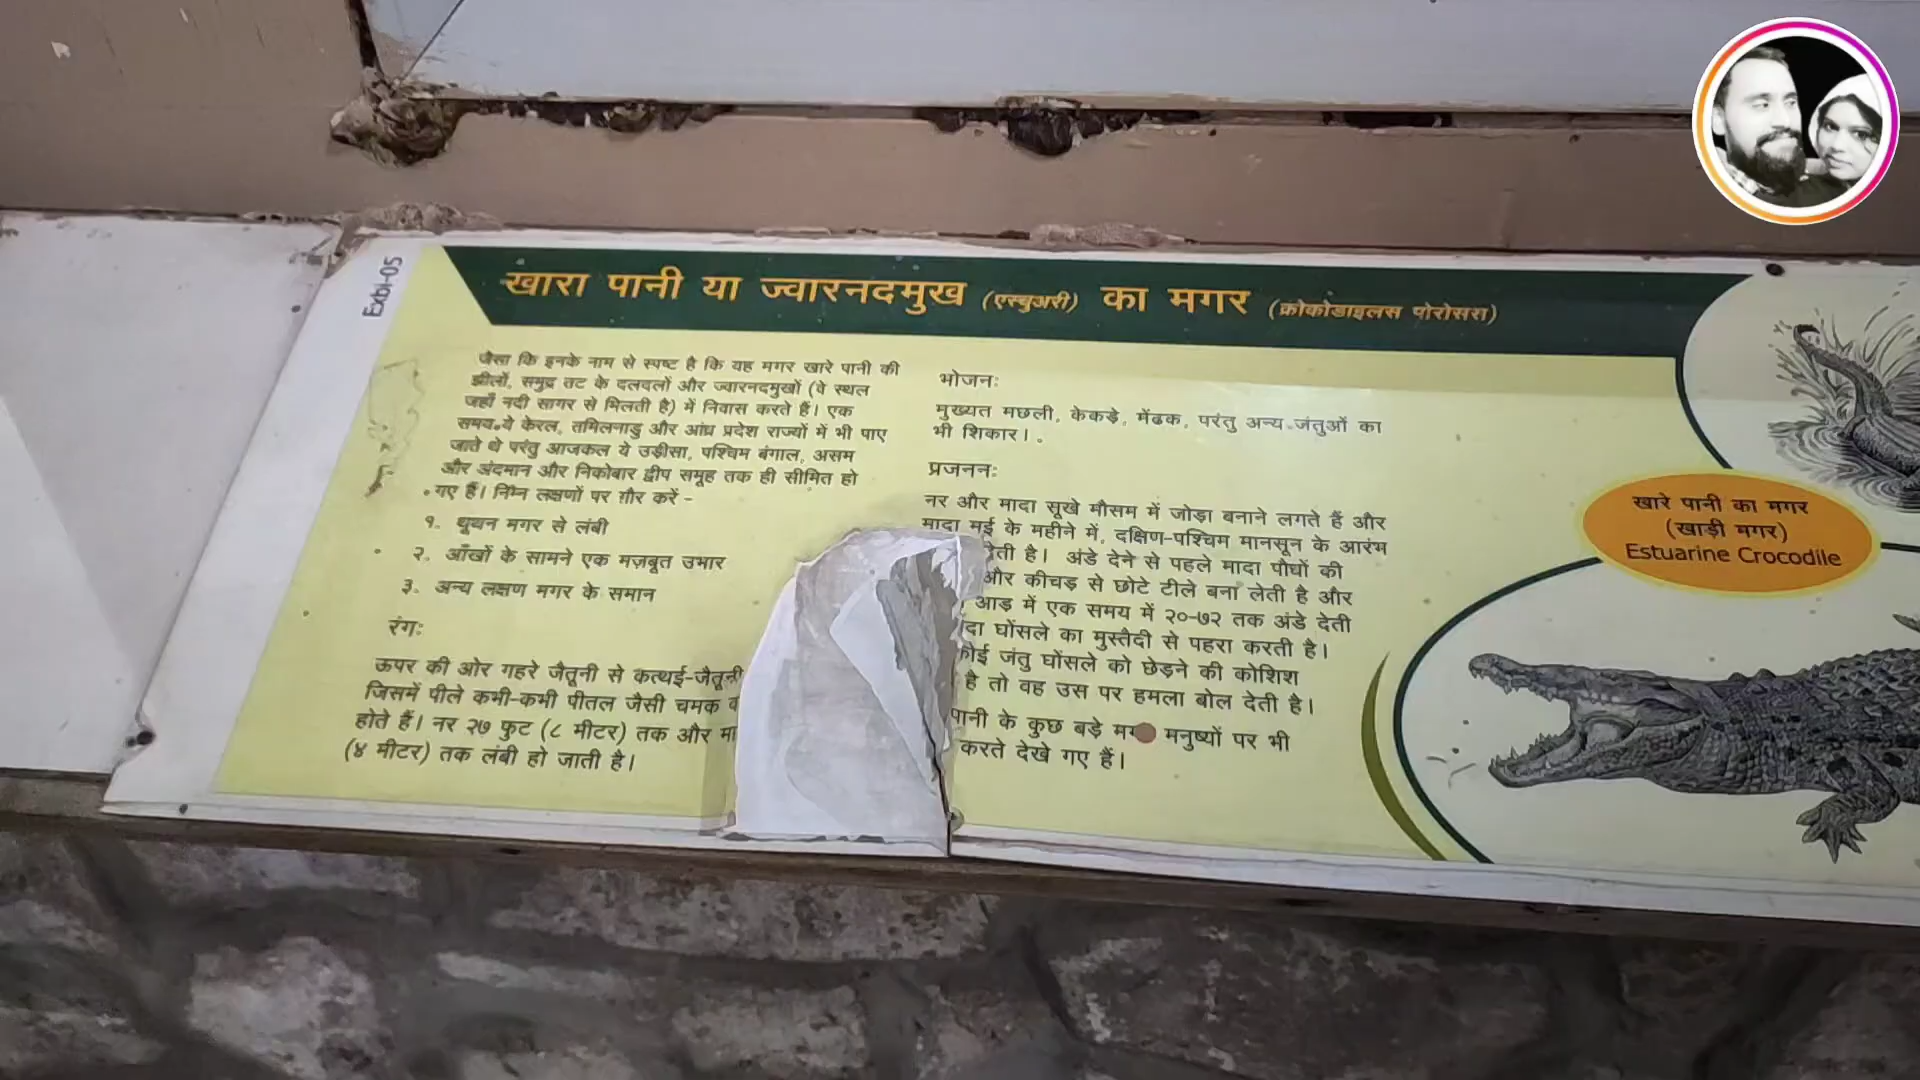 Exbi-05
खारा पानी या ज्वारनदमुख (एस्चुअरी) का मगर (क्रोकोडाइलस पोरोसरा)
जैसा कि इनके नाम से स्पष्ट है कि यह मगर खारे पानी की
झीलों, समुद्र तट के दलदलों और ज्वारनदमुखों (वे स्थल
जहाँ नदी सागर से मिलती है) में निवास करते हैं। एक
समय ये केरल, तमिलनाडु और आंध्र प्रदेश राज्यों में भी पाए
जाते थे परंतु आजकल ये उड़ीसा, पश्चिम बंगाल, असम
और अंदमान और निकोबार द्वीप समूह तक ही सीमित हो
गए हैं। निम्न लक्षणों पर ग़ौर करें -
१. थूथन मगर से लंबी
२. आँखों के सामने एक मज़बूत उभार
३. अन्य लक्षण मगर के समान
रंग:
ऊपर की ओर गहरे जैतूनी से कत्थई-जैतूनी
जिसमें पीले कभी-कभी पीतल जैसी चमक
होते हैं। नर २७ फुट (८ मीटर) तक और
(४ मीटर) तक लंबी हो जाती है।
भोजन:
मुख्यत मछली, केकड़े, मेंढक, परंतु अन्य जंतुओं का
भी शिकार।
प्रजनन:
नर और मादा सूखे मौसम में जोड़ा बनाने लगते हैं और
मादा मई के महीने में, दक्षिण-पश्चिम मानसून के आरंभ
देती है। अंडे देने से पहले मादा पौधों की
और कीचड़ से छोटे टीले बना लेती है और
आड़ में एक समय में २०-७२ तक अंडे देती
घोंसले का मुस्तैदी से पहरा करती है।
कोई जंतु घोंसले को छेड़ने की कोशिश
है तो वह उस पर हमला बोल देती है।
पानी के कुछ बड़े मनुष्यों पर भी
करते देखे गए हैं।
खारे पानी का मगर
(खाड़ी मगर)
Estuarine Crocodile